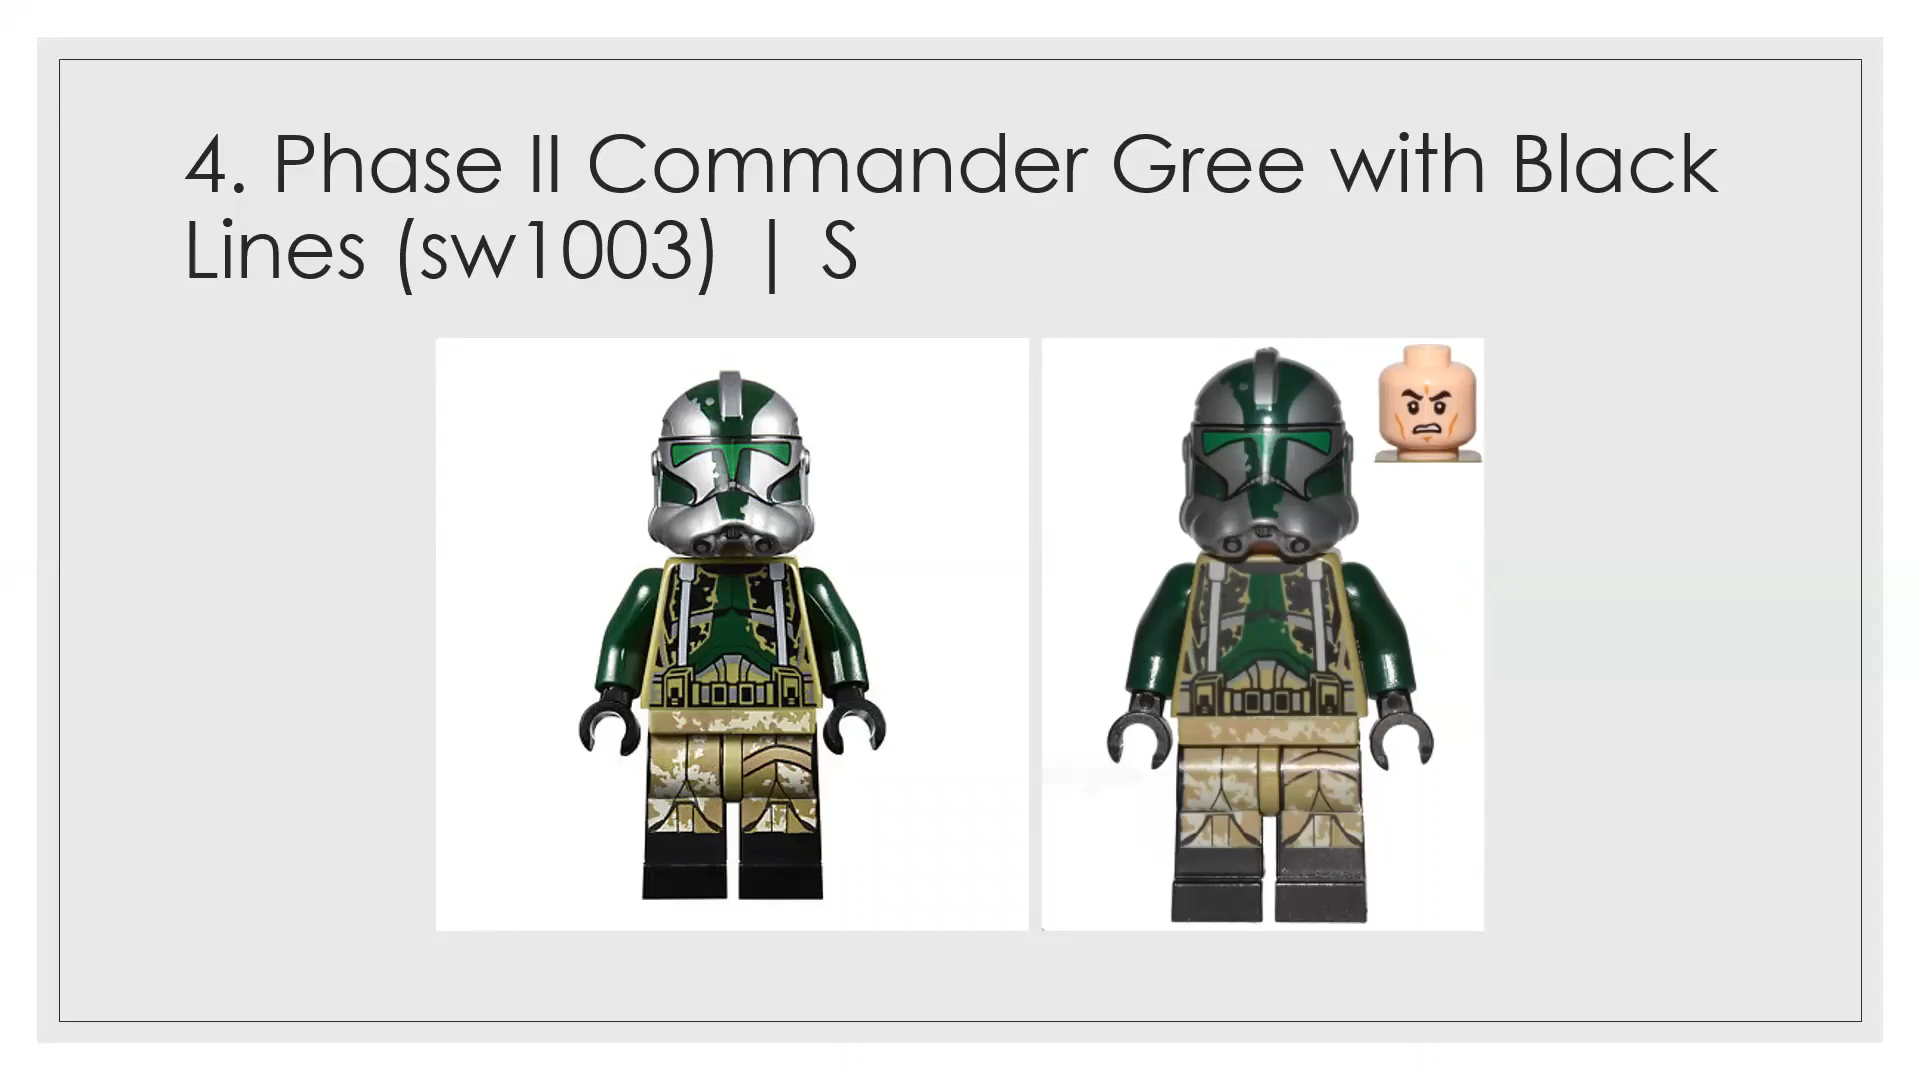 4. Phase II Commander Gree with Black
Lines (sw1003) | S